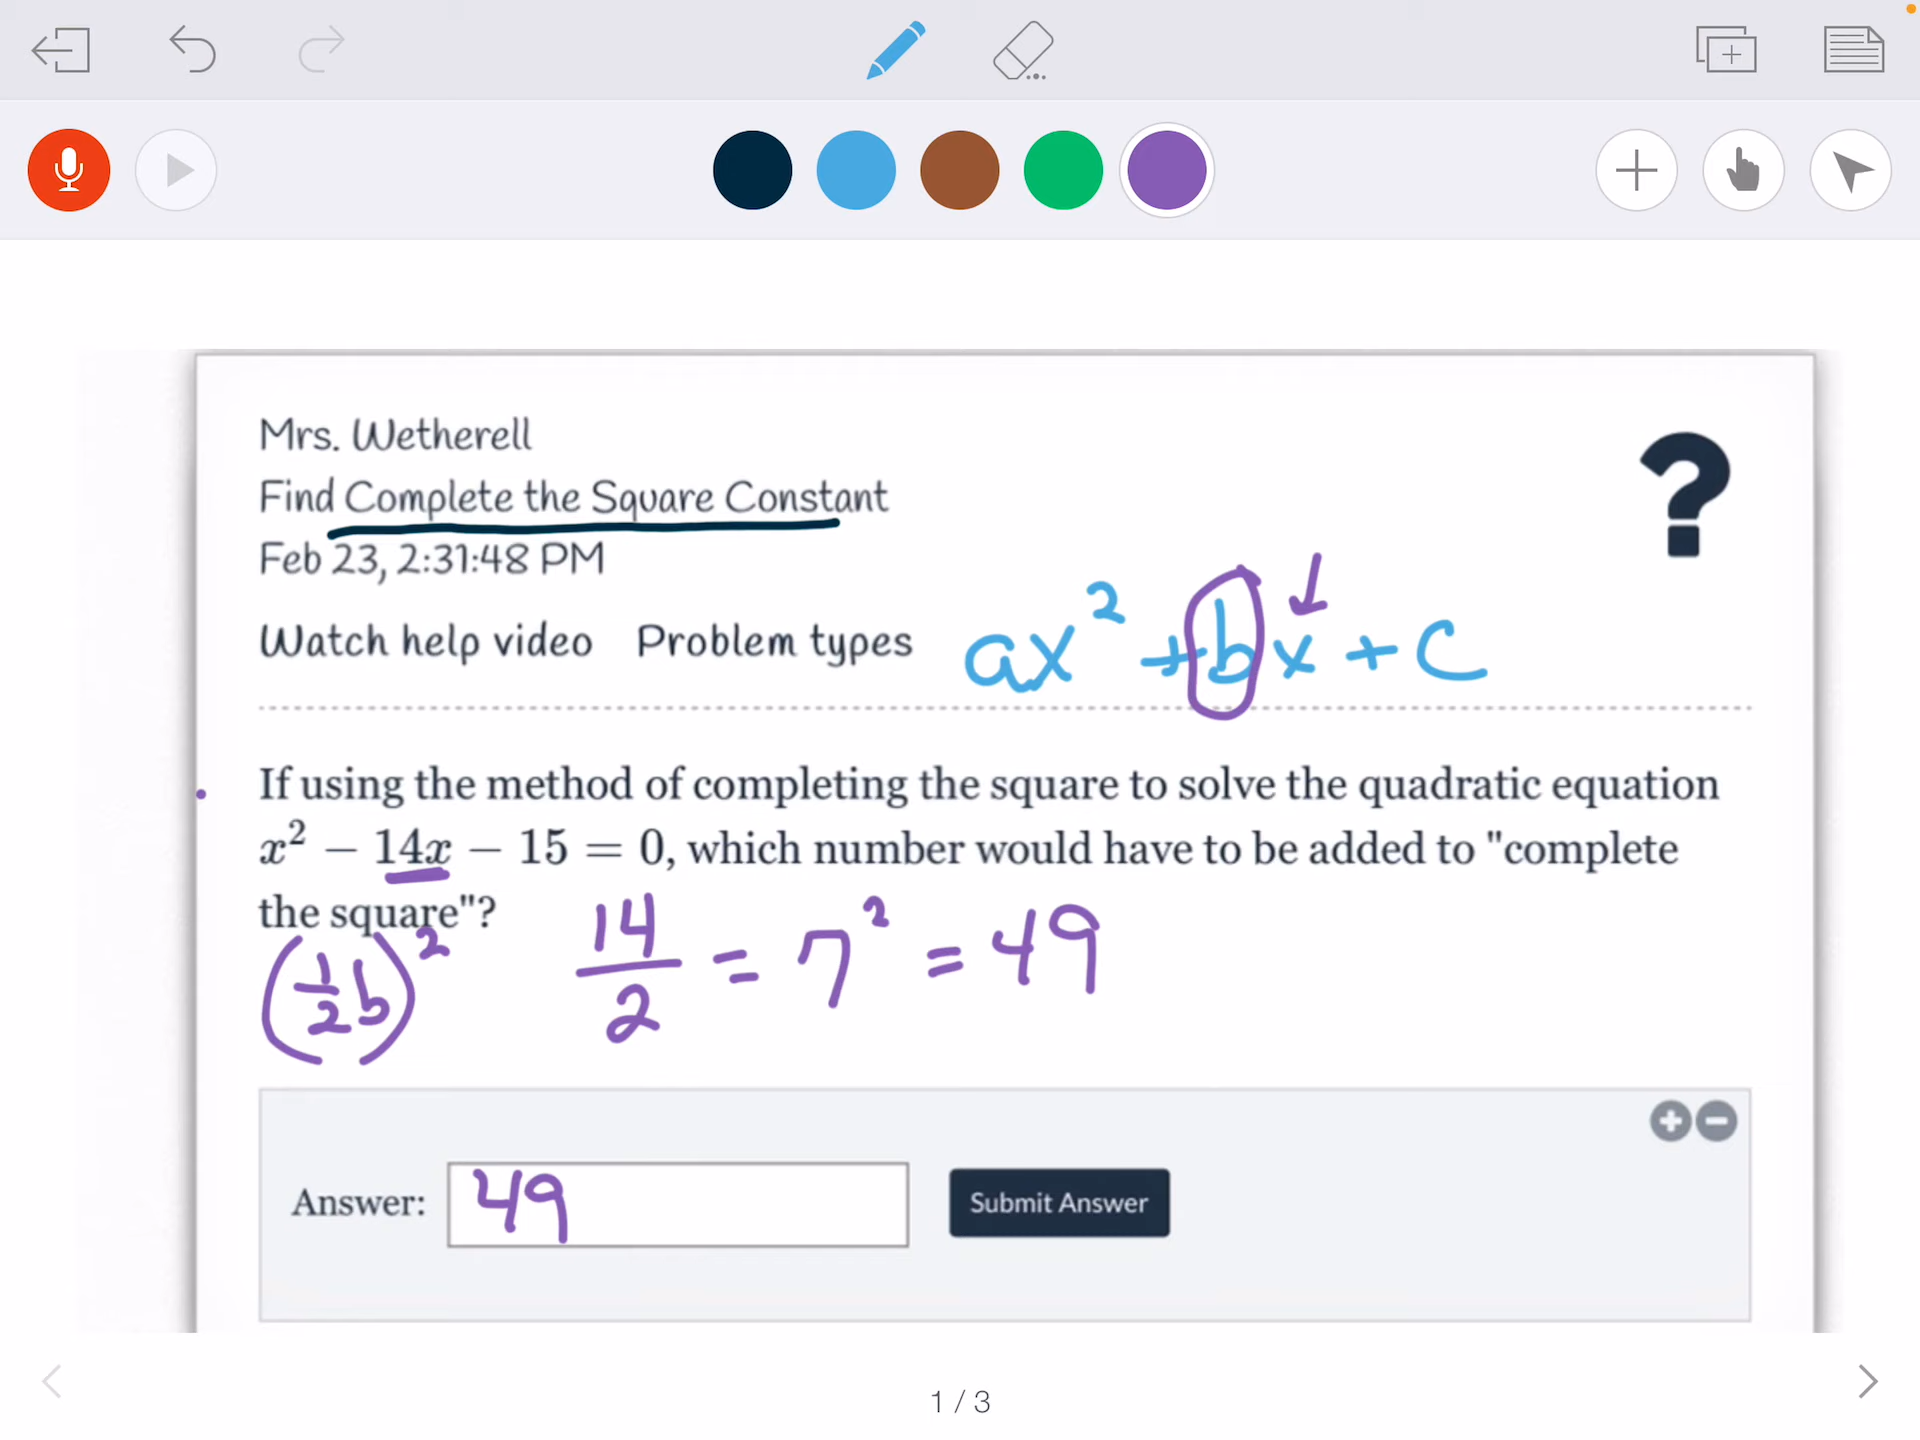 Mrs. Wetherell
Find Complete the Square Constant
Feb 23, 2:31:48 PM
Watch help video Problem types
ax² + bx + c
If using the method of completing the square to solve the quadratic equation
x² − 14x − 15 = 0, which number would have to be added to "complete
the square"?
(½b)² 14/2 = 7² = 49
Answer: 49 Submit Answer
1 / 3